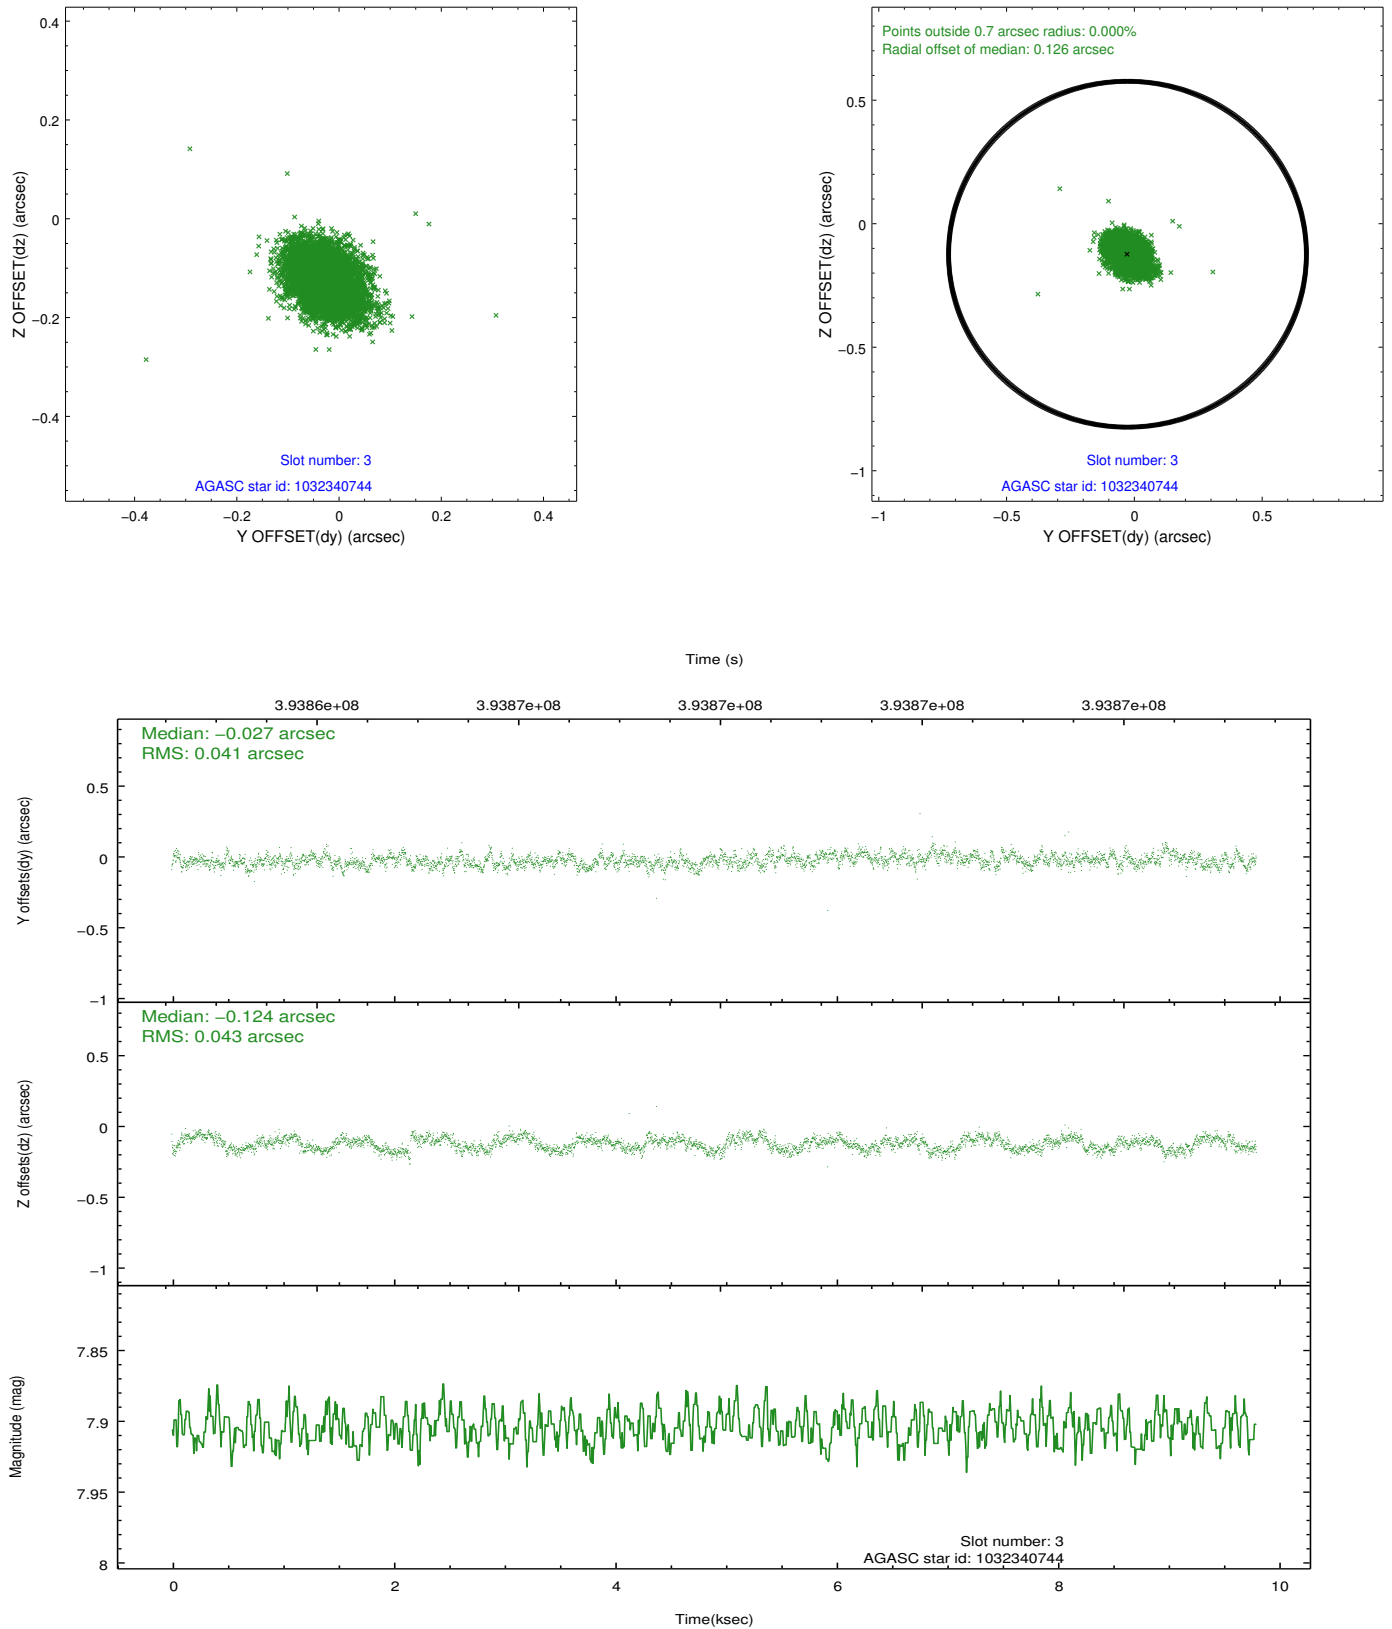 0.4
0.2
0
−0.2
−0.4
Z OFFSET(dz) (arcsec)
Slot number: 3
AGASC star id: 1032340744
−0.4 −0.2 0 0.2 0.4
Y OFFSET(dy) (arcsec)
Points outside 0.7 arcsec radius: 0.000%
Radial offset of median: 0.126 arcsec
0.5
0
−0.5
−1
Z OFFSET(dz) (arcsec)
Slot number: 3
AGASC star id: 1032340744
−1 −0.5 0 0.5
Y OFFSET(dy) (arcsec)
Time (s)
3.9386e+08 3.9387e+08 3.9387e+08 3.9387e+08 3.9387e+08
Median: −0.027 arcsec
RMS: 0.041 arcsec
0.5
0
−0.5
−1
Y offsets(dy) (arcsec)
Median: −0.124 arcsec
RMS: 0.043 arcsec
0.5
0
−0.5
−1
Z offsets(dz) (arcsec)
7.85
7.9
7.95
8
Magnitude (mag)
Slot number: 3
AGASC star id: 1032340744
0 2 4 6 8 10
Time(ksec)